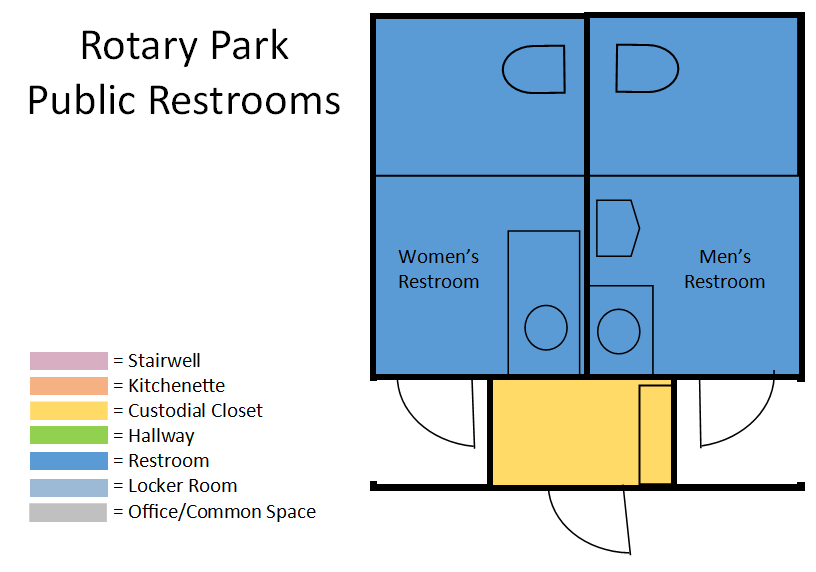 Rotary Park
Public Restrooms
Women's
Restroom
Men's
Restroom
= Stairwell
= Kitchenette
= Custodial Closet
= Hallway
= Restroom
= Locker Room
= Office/Common Space